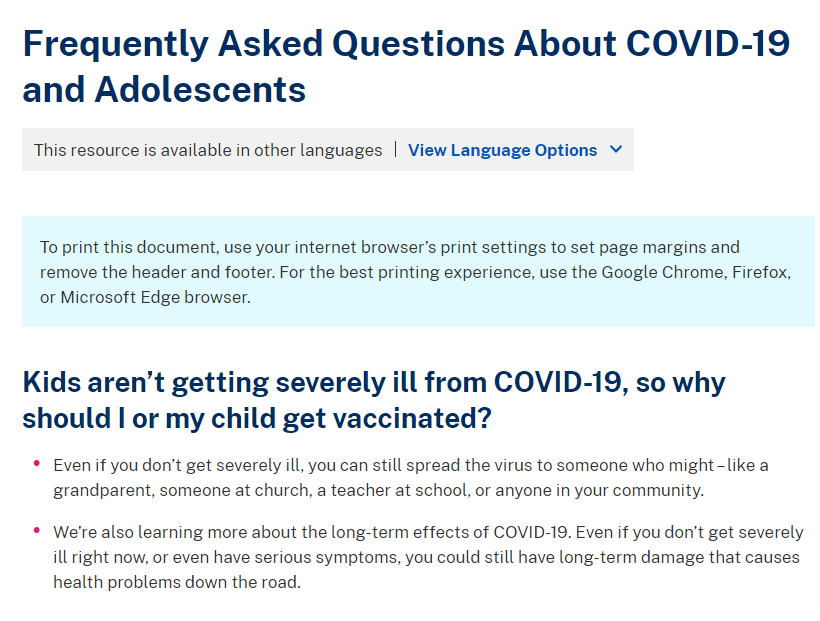 Frequently Asked Questions About COVID-19
and Adolescents
This resource is available in other languages | View Language Options
To print this document, use your internet browser’s print settings to set page margins and
remove the header and footer. For the best printing experience, use the Google Chrome, Firefox,
or Microsoft Edge browser.
Kids aren’t getting severely ill from COVID-19, so why
should I or my child get vaccinated?
• Even if you don’t get severely ill, you can still spread the virus to someone who might – like a
grandparent, someone at church, a teacher at school, or anyone in your community.
• We’re also learning more about the long-term effects of COVID-19. Even if you don’t get severely
ill right now, or even have serious symptoms, you could still have long-term damage that causes
health problems down the road.